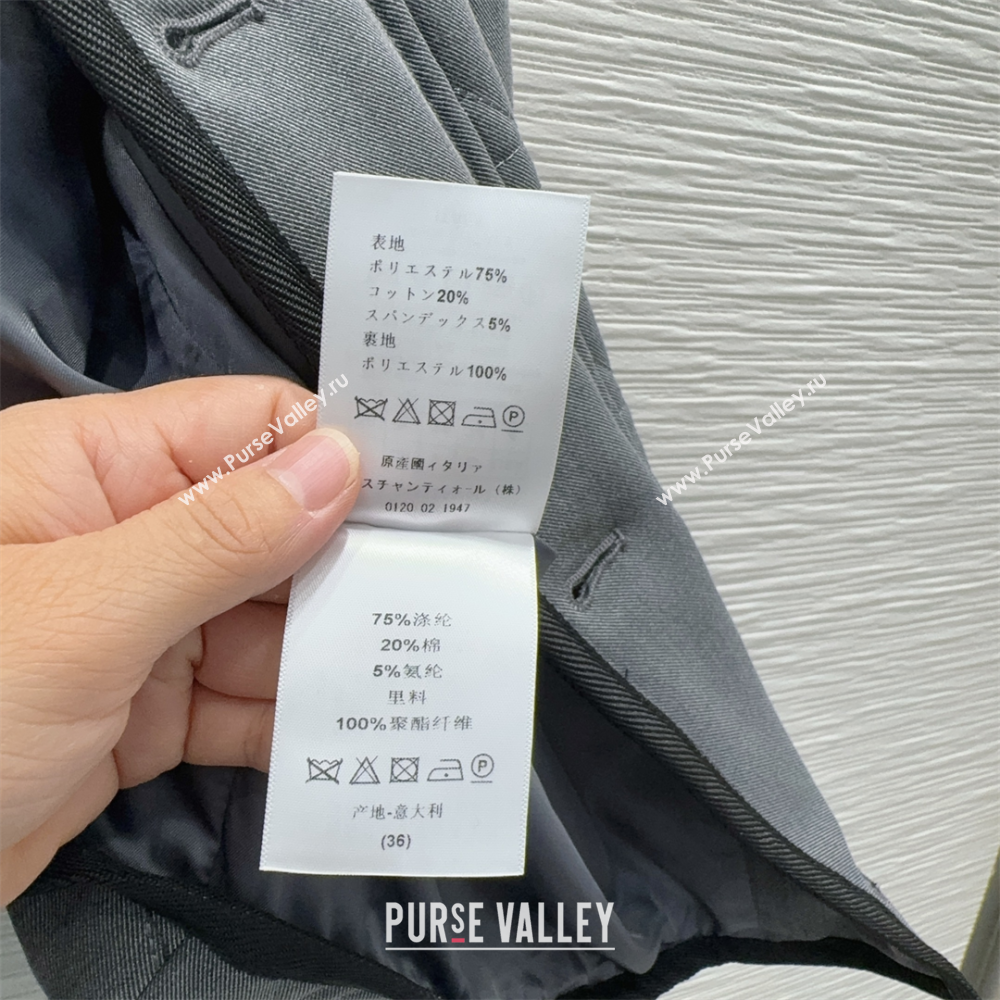 表地
ポリエステル75%
コットン20%
スパンデックス5%
裏地
ポリエステル100%
P
原産國イタリア
スチャンティォール（株）
0120 02 1947
75%涤纶
20%棉
5%氨纶
里料
100%聚酯纤维
P
产地-意大利
(36)
www.PurseValley.ru
www.PurseValley.ru
PURSE VALLEY